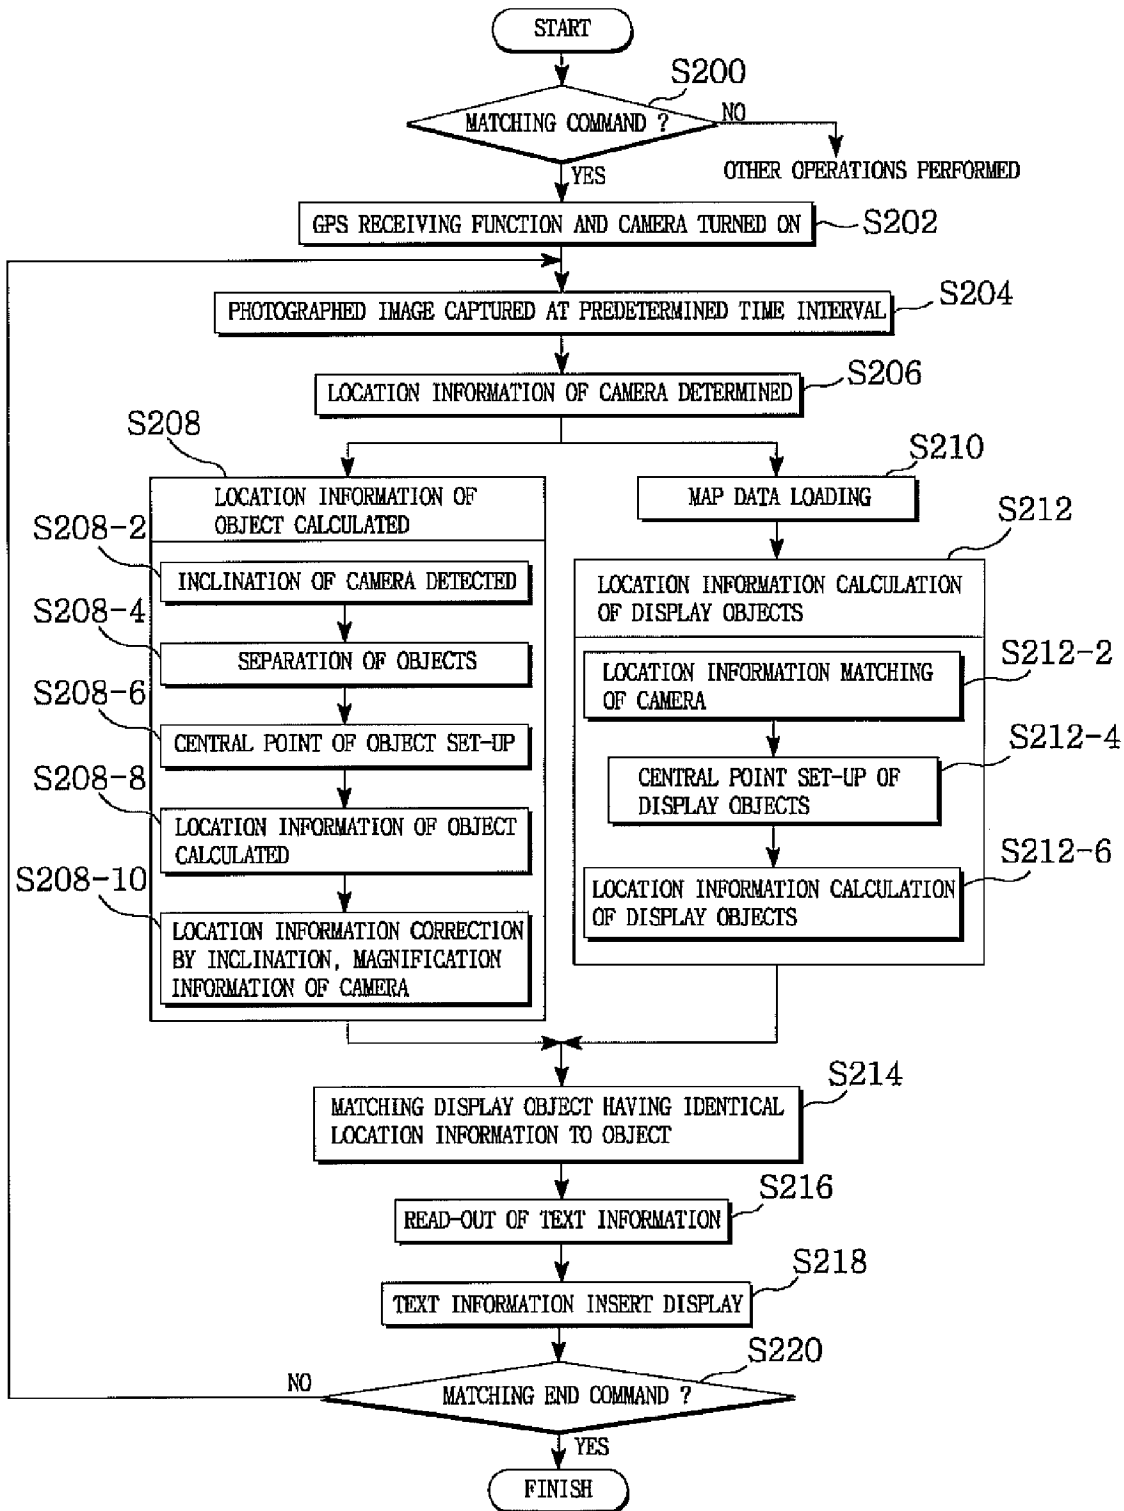 START
S200
MATCHING COMMAND ?
NO
OTHER OPERATIONS PERFORMED
YES
GPS RECEIVING FUNCTION AND CAMERA TURNED ON
S202
PHOTOGRAPHED IMAGE CAPTURED AT PREDETERMINED TIME INTERVAL
S204
LOCATION INFORMATION OF CAMERA DETERMINED
S206
S208
LOCATION INFORMATION OF
OBJECT CALCULATED
S208-2
INCLINATION OF CAMERA DETECTED
S208-4
SEPARATION OF OBJECTS
S208-6
CENTRAL POINT OF OBJECT SET-UP
S208-8
LOCATION INFORMATION OF OBJECT
CALCULATED
S208-10
LOCATION INFORMATION CORRECTION
BY INCLINATION, MAGNIFICATION
INFORMATION OF CAMERA
S210
MAP DATA LOADING
S212
LOCATION INFORMATION CALCULATION
OF DISPLAY OBJECTS
S212-2
LOCATION INFORMATION MATCHING
OF CAMERA
S212-4
CENTRAL POINT SET-UP OF
DISPLAY OBJECTS
S212-6
LOCATION INFORMATION CALCULATION
OF DISPLAY OBJECTS
S214
MATCHING DISPLAY OBJECT HAVING IDENTICAL
LOCATION INFORMATION TO OBJECT
S216
READ-OUT OF TEXT INFORMATION
S218
TEXT INFORMATION INSERT DISPLAY
S220
NO
MATCHING END COMMAND ?
YES
FINISH